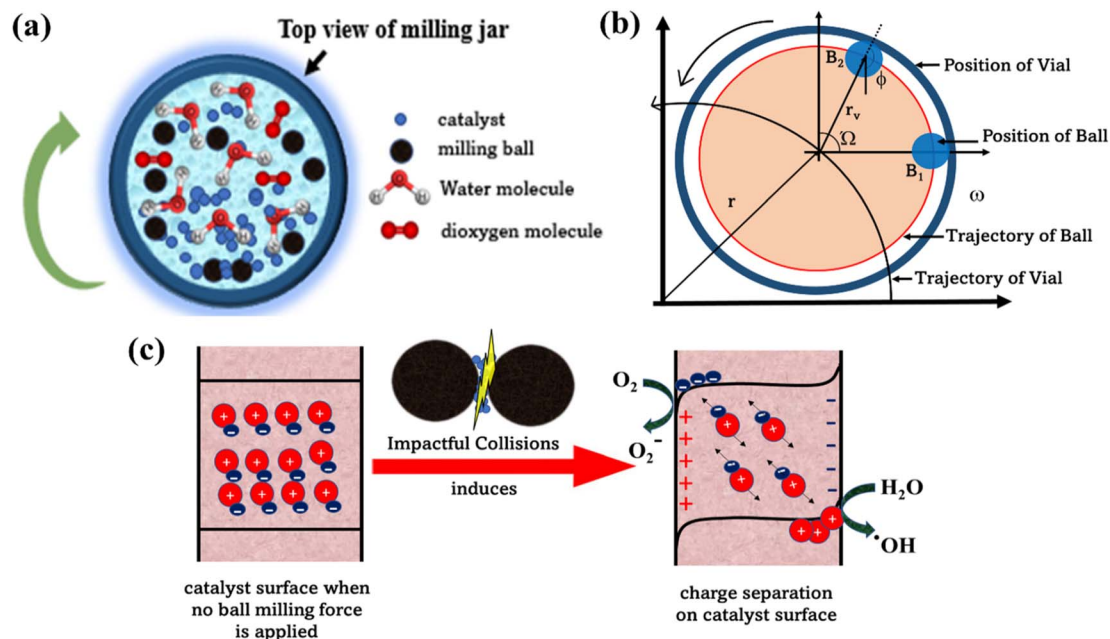 (a)
Top view of milling jar
catalyst
milling ball
Water molecule
dioxygen molecule
H
H
H
H
H
H
H
H
H
H
(b)
B₂
ϕ
Position of Vial
r_v
Ω
Position of Ball
B₁
r
ω
Trajectory of Ball
Trajectory of Vial
(c)
+ + + +
− − − −
+ + + +
− − − −
+ + + +
− − − −
Impactful Collisions
induces
O₂
O₂⁻
H₂O
•OH
catalyst surface when
no ball milling force
is applied
charge separation
on catalyst surface